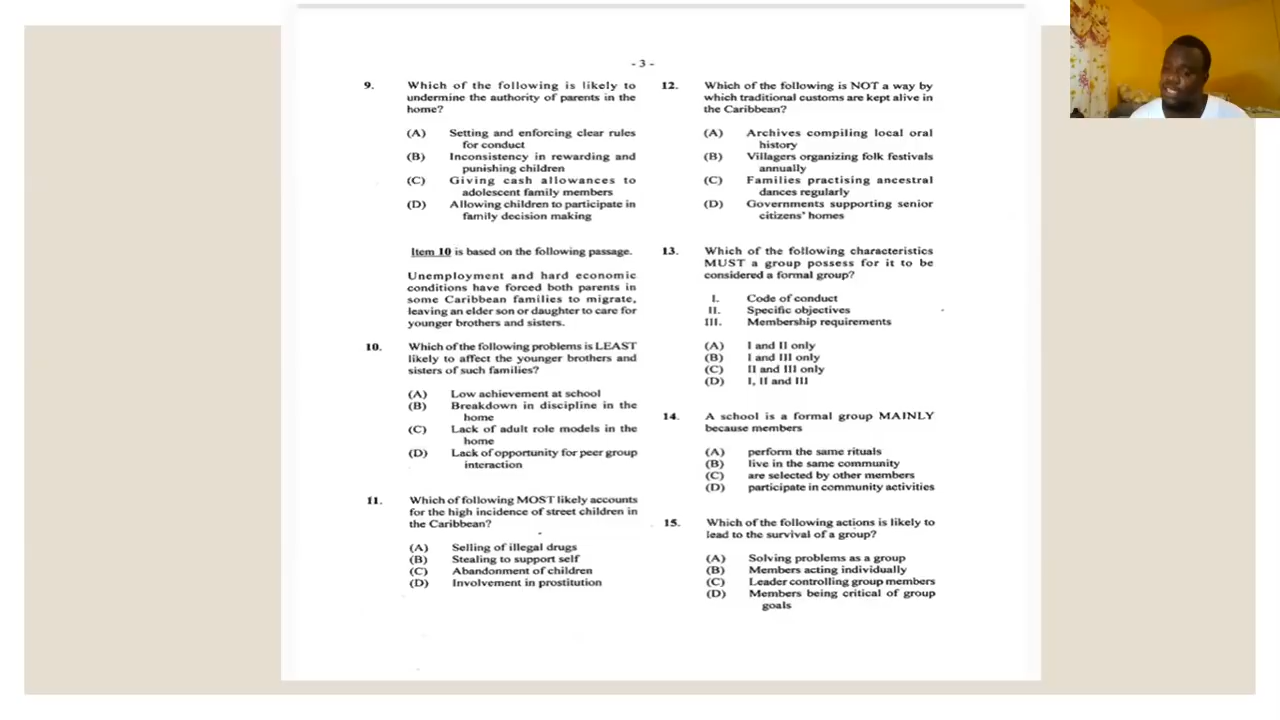 - 3 -
9. Which of the following is likely to
undermine the authority of parents in the
home?
(A) Setting and enforcing clear rules
for conduct
(B) Inconsistency in rewarding and
punishing children
(C) Giving cash allowances to
adolescent family members
(D) Allowing children to participate in
family decision making
Item 10 is based on the following passage.
Unemployment and hard economic
conditions have forced both parents in
some Caribbean families to migrate,
leaving an elder son or daughter to care for
younger brothers and sisters.
10. Which of the following problems is LEAST
likely to affect the younger brothers and
sisters of such families?
(A) Low achievement at school
(B) Breakdown in discipline in the
home
(C) Lack of adult role models in the
home
(D) Lack of opportunity for peer group
interaction
11. Which of following MOST likely accounts
for the high incidence of street children in
the Caribbean?
(A) Selling of illegal drugs
(B) Stealing to support self
(C) Abandonment of children
(D) Involvement in prostitution
12. Which of the following is NOT a way by
which traditional customs are kept alive in
the Caribbean?
(A) Archives compiling local oral
history
(B) Villagers organizing folk festivals
annually
(C) Families practising ancestral
dances regularly
(D) Governments supporting senior
citizens' homes
13. Which of the following characteristics
MUST a group possess for it to be
considered a formal group?
I. Code of conduct
II. Specific objectives
III. Membership requirements
(A) I and II only
(B) I and III only
(C) II and III only
(D) I, II and III
14. A school is a formal group MAINLY
because members
(A) perform the same rituals
(B) live in the same community
(C) are selected by other members
(D) participate in community activities
15. Which of the following actions is likely to
lead to the survival of a group?
(A) Solving problems as a group
(B) Members acting individually
(C) Leader controlling group members
(D) Members being critical of group
goals